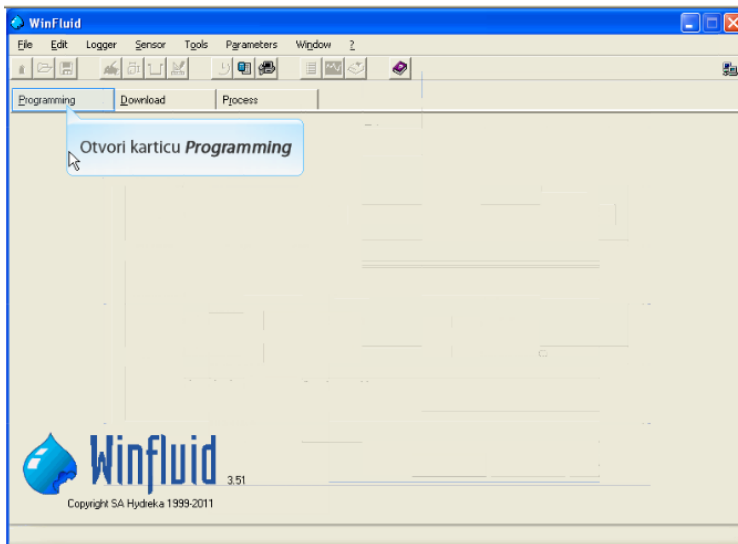 WinFluid
File Edit Logger Sensor Tools Parameters Window ?
Programming Download Process
Otvori karticu Programming
Winfluid 3.51
Copyright SA Hydreka 1999-2011